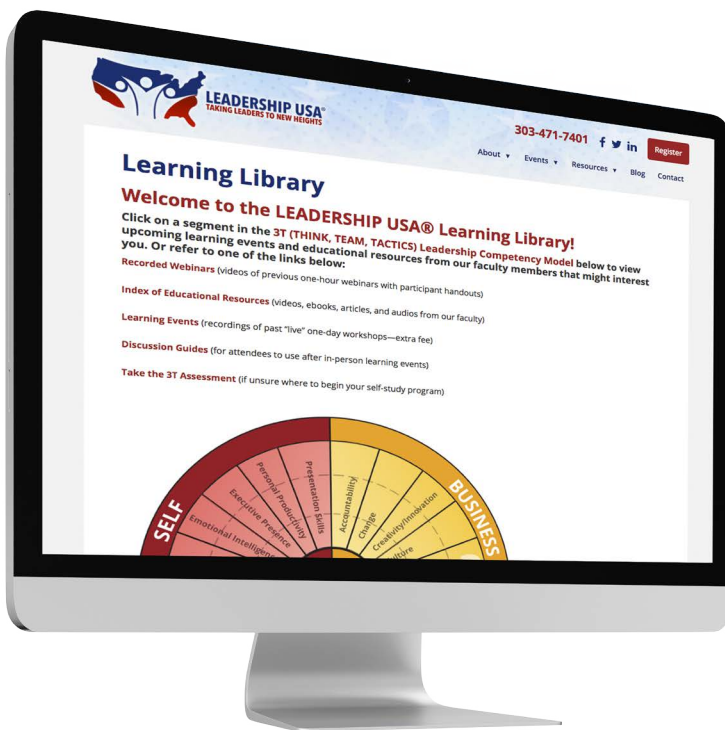 LEADERSHIP USA®
TAKING LEADERS TO NEW HEIGHTS
303-471-7401
Register
About Events Resources Blog Contact
Learning Library
Welcome to the LEADERSHIP USA® Learning Library!
Click on a segment in the 3T (THINK, TEAM, TACTICS) Leadership Competency Model below to view
upcoming learning events and educational resources from our faculty members that might interest
you. Or refer to one of the links below:
Recorded Webinars (videos of previous one-hour webinars with participant handouts)
Index of Educational Resources (videos, ebooks, articles, and audios from our faculty)
Learning Events (recordings of past "live" one-day workshops—extra fee)
Discussion Guides (for attendees to use after in-person learning events)
Take the 3T Assessment (if unsure where to begin your self-study program)
SELF
Emotional Intelligen
Executive Presence
Personal Productivity
Presentation Skills
Accountability
Change
Creativity/Innovation
ulture
BUSINESS